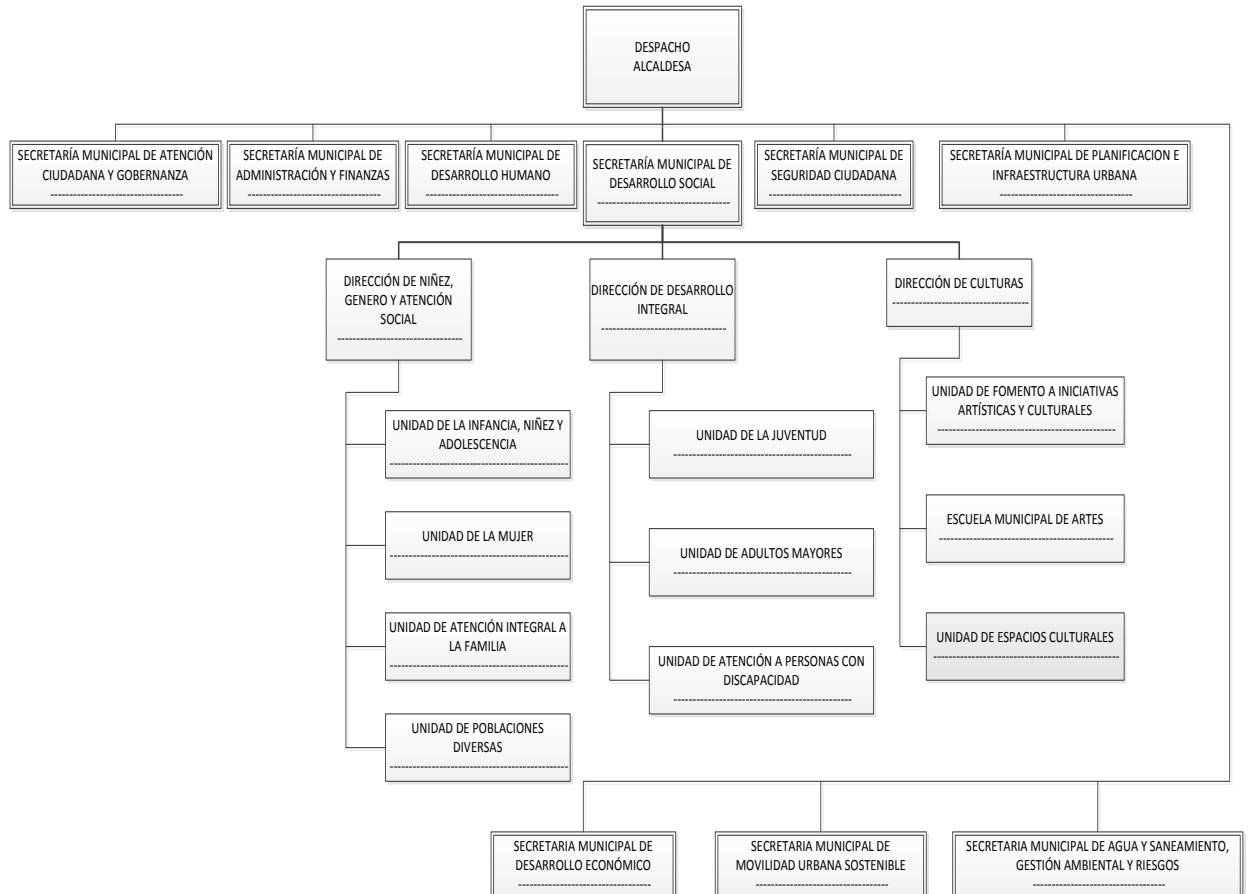 DESPACHO
ALCALDESA
SECRETARÍA MUNICIPAL DE ATENCIÓN
CIUDADANA Y GOBERNANZA
----------------------------------
SECRETARÍA MUNICIPAL DE
ADMINISTRACIÓN Y FINANZAS
----------------------------------
SECRETARÍA MUNICIPAL DE
DESARROLLO HUMANO
----------------------------------
SECRETARÍA MUNICIPAL DE
DESARROLLO SOCIAL
----------------------------------
SECRETARÍA MUNICIPAL DE
SEGURIDAD CIUDADANA
----------------------------------
SECRETARÍA MUNICIPAL DE PLANIFICACION E
INFRAESTRUCTURA URBANA
----------------------------------
DIRECCIÓN DE NIÑEZ,
GENERO Y ATENCIÓN
SOCIAL
---------------------------------
DIRECCIÓN DE DESARROLLO
INTEGRAL
---------------------------------
DIRECCIÓN DE CULTURAS
------------------------------------
UNIDAD DE LA INFANCIA, NIÑEZ Y
ADOLESCENCIA
----------------------------------------------
UNIDAD DE LA MUJER
----------------------------------------------
UNIDAD DE ATENCIÓN INTEGRAL A
LA FAMILIA
----------------------------------------------
UNIDAD DE POBLACIONES
DIVERSAS
----------------------------------------------
UNIDAD DE LA JUVENTUD
----------------------------------------------
UNIDAD DE ADULTOS MAYORES
----------------------------------------------
UNIDAD DE ATENCIÓN A PERSONAS CON
DISCAPACIDAD
----------------------------------------------
UNIDAD DE FOMENTO A INICIATIVAS
ARTÍSTICAS Y CULTURALES
----------------------------------------------
ESCUELA MUNICIPAL DE ARTES
---------------------------------------------
UNIDAD DE ESPACIOS CULTURALES
------------------------------------------------
SECRETARIA MUNICIPAL DE
DESARROLLO ECONÓMICO
----------------------------------
SECRETARIA MUNICIPAL DE
MOVILIDAD URBANA SOSTENIBLE
----------------------------------
SECRETARIA MUNICIPAL DE AGUA Y SANEAMIENTO,
GESTIÓN AMBIENTAL Y RIESGOS
----------------------------------